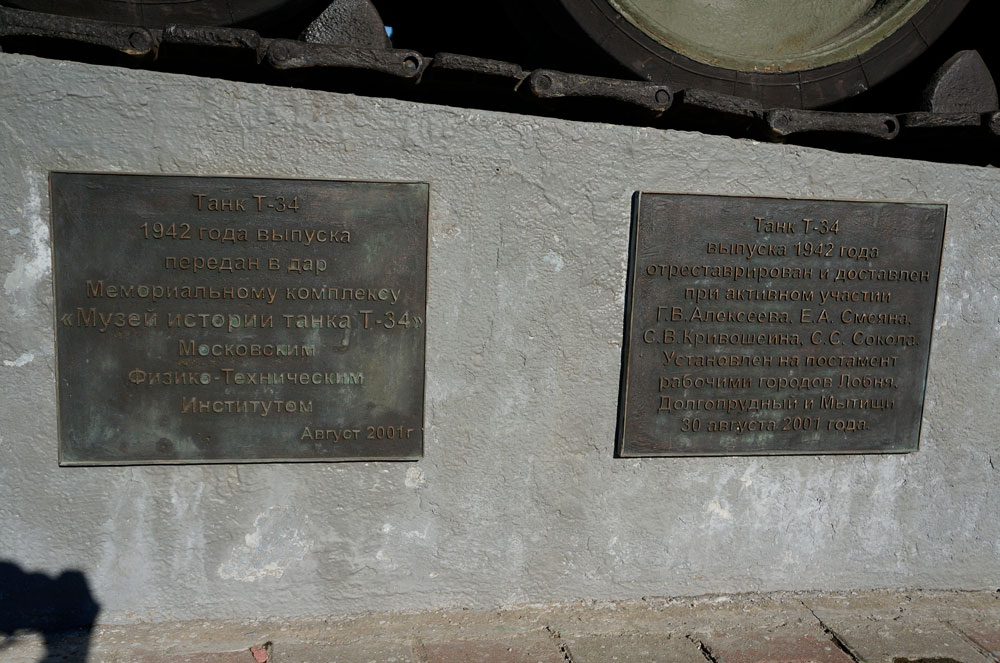 Танк Т-34
1942 года выпуска
передан в дар
Мемориальному комплексу
«Музей истории танка Т-34»
Московским
Физико-Техническим
Институтом
Август 2001г
Танк Т-34
выпуска 1942 года
отреставрирован и доставлен
при активном участии
Г.В.Алексеева, Е.А. Смеяна,
С.В.Кривошеина, С.С. Сокола.
Установлен на постамент
рабочими городов Лобня,
Долгопрудный и Мытищи
30 августа 2001 года.